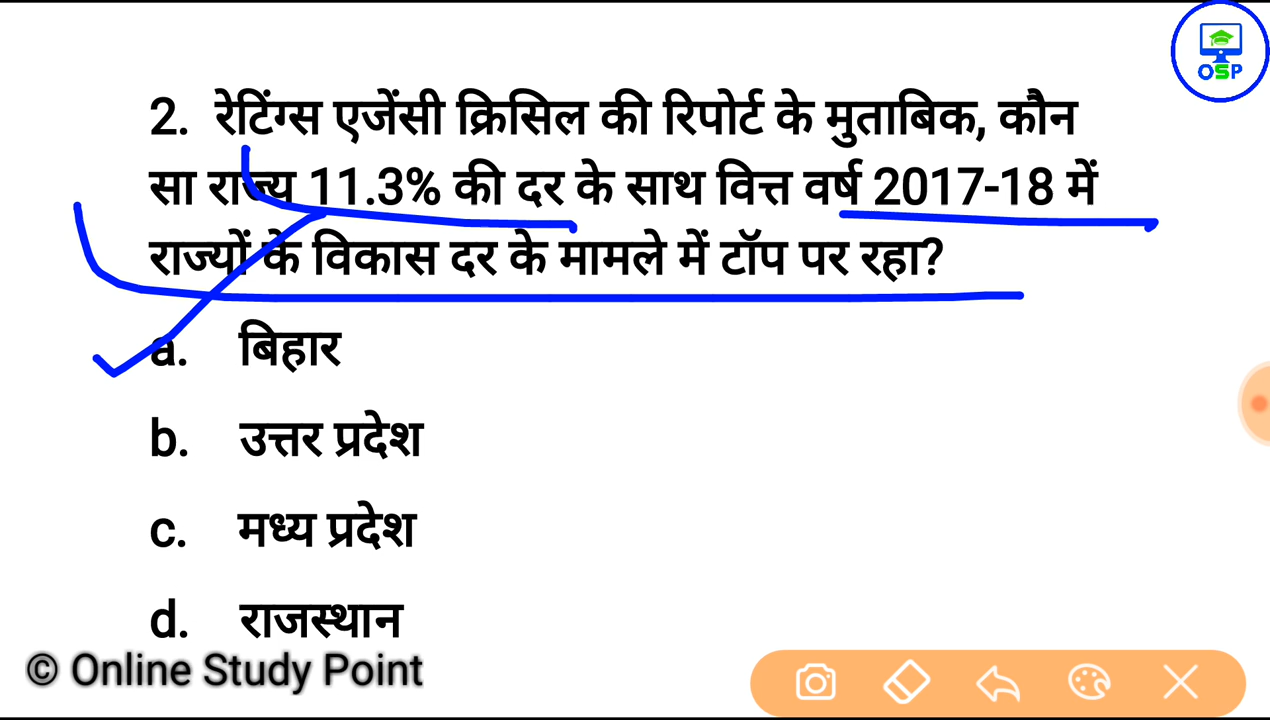 OSP
2. रेटिंग्स एजेंसी क्रिसिल की रिपोर्ट के मुताबिक, कौन
सा राज्य 11.3% की दर के साथ वित्त वर्ष 2017-18 में
राज्यों के विकास दर के मामले में टॉप पर रहा?
a. बिहार
b. उत्तर प्रदेश
c. मध्य प्रदेश
d. राजस्थान
© Online Study Point